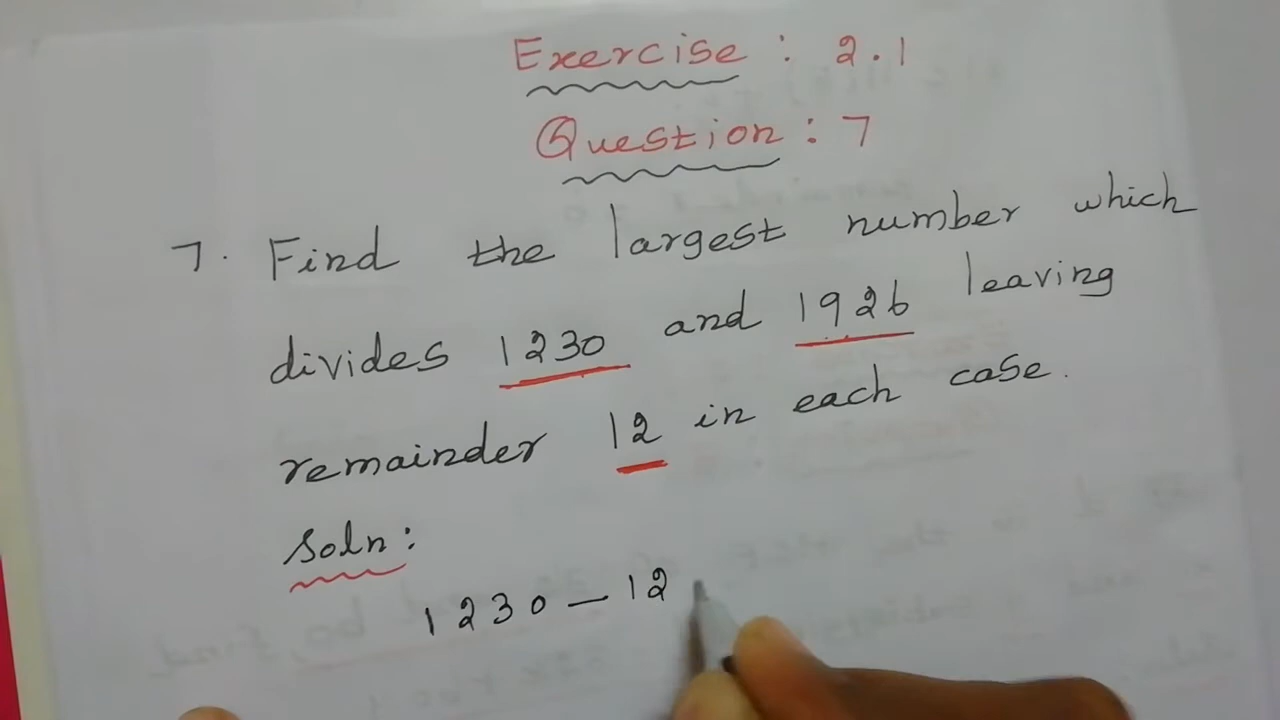 Exercise : 2.1
Question : 7
7. Find the largest number which
divides 1230 and 1926 leaving
remainder 12 in each case.
Soln:
1230 - 12